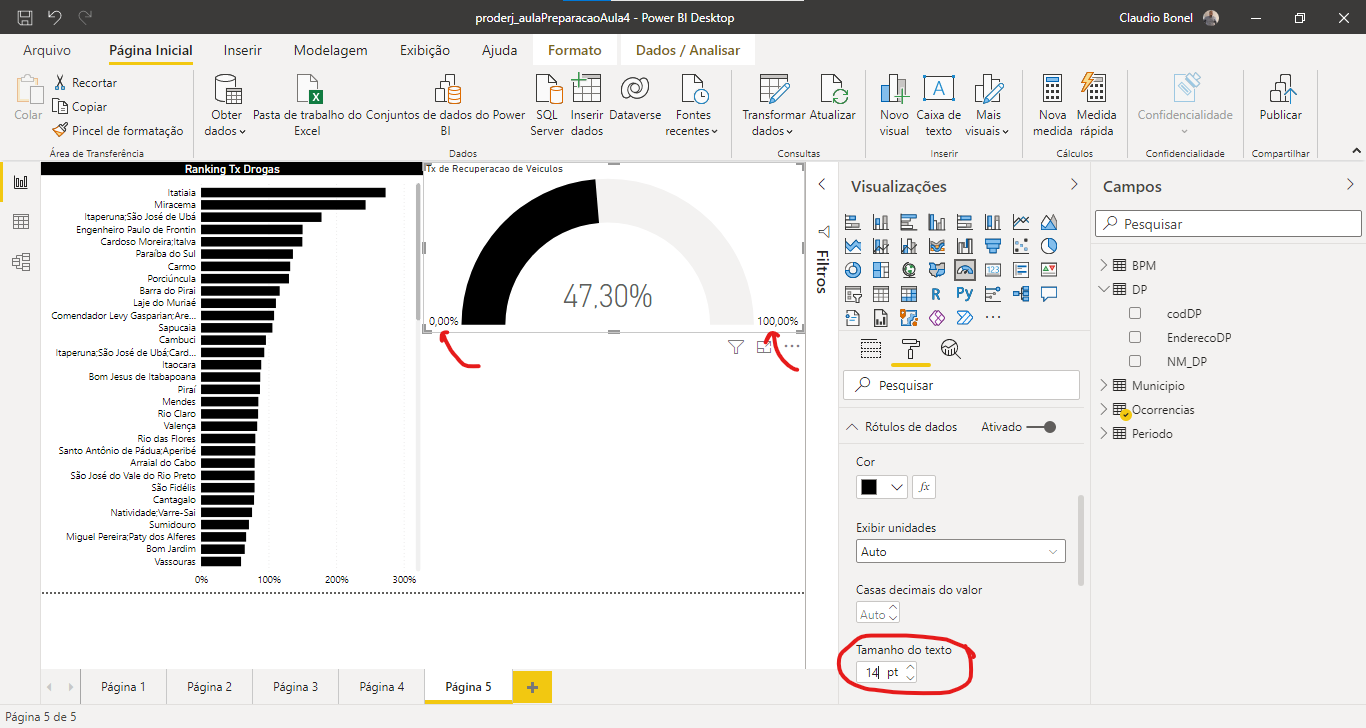 proderj_aulaPreparacaoAula4 - Power BI Desktop
Claudio Bonel
Arquivo
Página Inicial
Inserir
Modelagem
Exibição
Ajuda
Formato
Dados / Analisar
Colar
Recortar
Copiar
Pincel de formatação
Área de Transferência
Obter dados
Pasta de trabalho do Excel
Conjuntos de dados do Power BI
SQL Server
Inserir dados
Dataverse
Fontes recentes
Dados
Transformar dados
Atualizar
Consultas
Novo visual
Caixa de texto
Mais visuais
Inserir
Nova medida
Medida rápida
Cálculos
Confidencialidade
Confidencialidade
Publicar
Compartilhar
Ranking Tx Drogas
Itatiaia
Miracema
Itaperuna;São José de Ubá
Engenheiro Paulo de Frontin
Cardoso Moreira;Italva
Paraíba do Sul
Carmo
Porciúncula
Barra do Pirai
Laje do Muriaé
Comendador Levy Gasparian;Are...
Sapucaia
Cambuci
Itaperuna;São José de Ubá;Card...
Itaocara
Bom Jesus de Itabapoana
Piraí
Mendes
Rio Claro
Valença
Rio das Flores
Santo Antônio de Pádua;Aperibé
Arraial do Cabo
São José do Vale do Rio Preto
São Fidélis
Cantagalo
Natividade;Varre-Sai
Sumidouro
Miguel Pereira;Paty dos Alferes
Bom Jardim
Vassouras
0%
100%
200%
300%
Tx de Recuperacao de Veiculos
47,30%
0,00%
100,00%
Filtros
Visualizações
R
Py
123
Pesquisar
Rótulos de dados
Ativado
Cor
fx
Exibir unidades
Auto
Casas decimais do valor
Auto
Tamanho do texto
14 pt
Campos
Pesquisar
BPM
DP
codDP
EnderecoDP
NM_DP
Municipio
Ocorrencias
Periodo
Página 1
Página 2
Página 3
Página 4
Página 5
Página 5 de 5